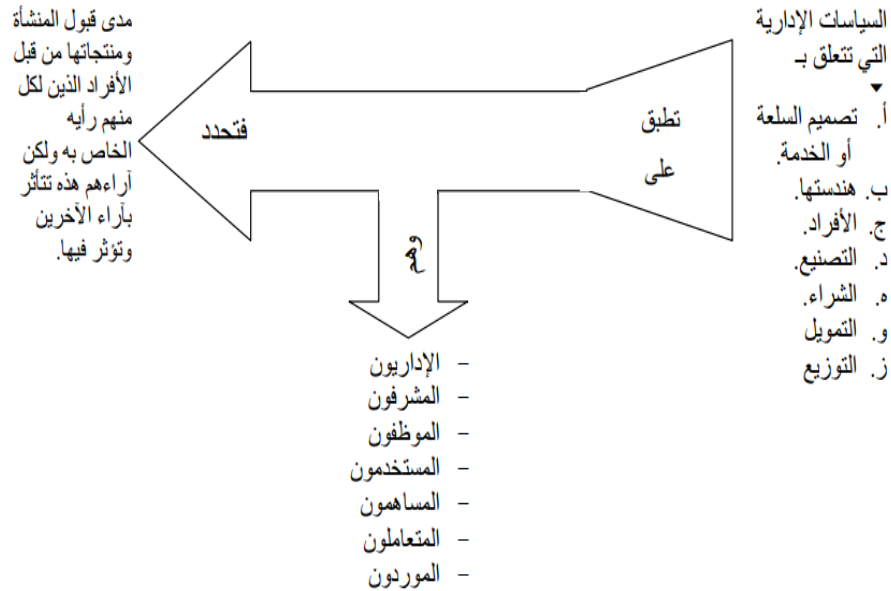 السياسات الإدارية
التي تتعلق بـ
أ. تصميم السلعة
أو الخدمة.
ب. هندستها.
ج. الأفراد.
د. التصنيع.
ه. الشراء.
و. التمويل
ز. التوزيع
تطبق
على
فتحدد
وهم
مدى قبول المنشأة
ومنتجاتها من قبل
الأفراد الذين لكل
منهم رأيه
الخاص به ولكن
آراءهم هذه تتأثر
بآراء الآخرين
وتؤثر فيها.
– الإداريون
– المشرفون
– الموظفون
– المستخدمون
– المساهمون
– المتعاملون
– الموردون